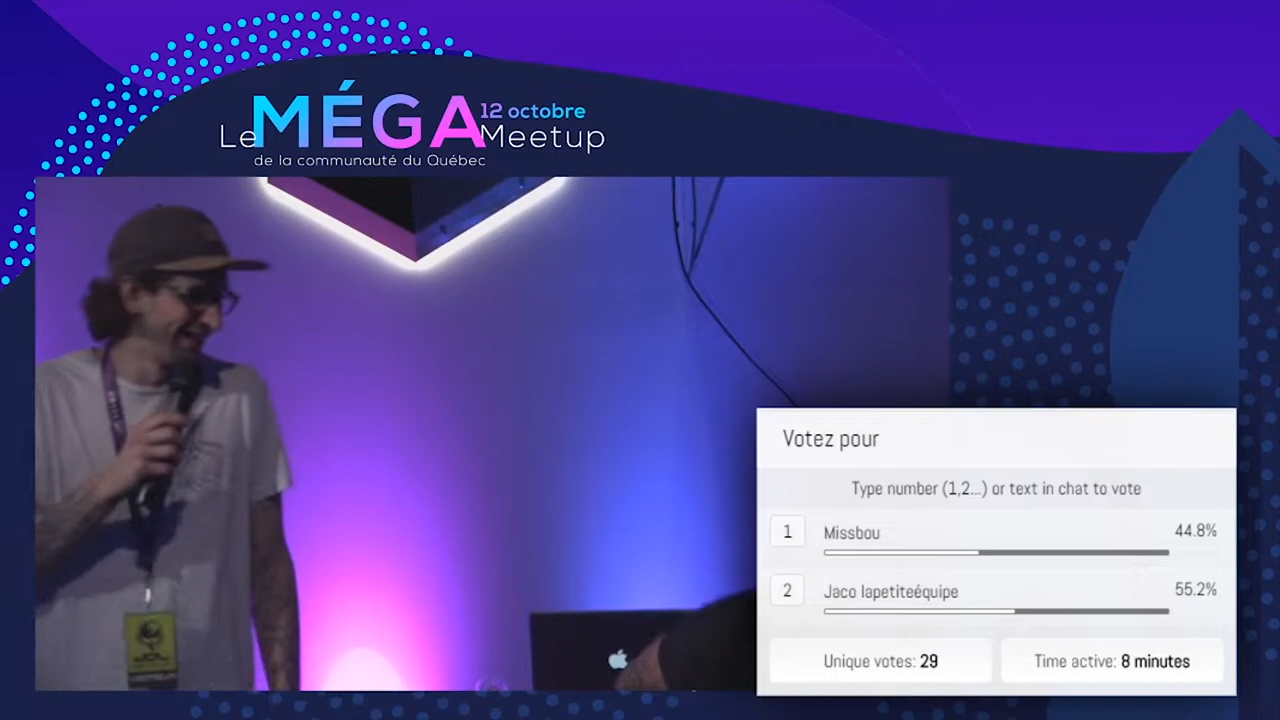 Le MÉGA 12 octobre
Meetup
de la communauté du Québec
Votez pour
Type number (1,2...) or text in chat to vote
1 Missbou 44.8%
2 Jaco lapetiteéquipe 55.2%
Unique votes: 29 Time active: 8 minutes